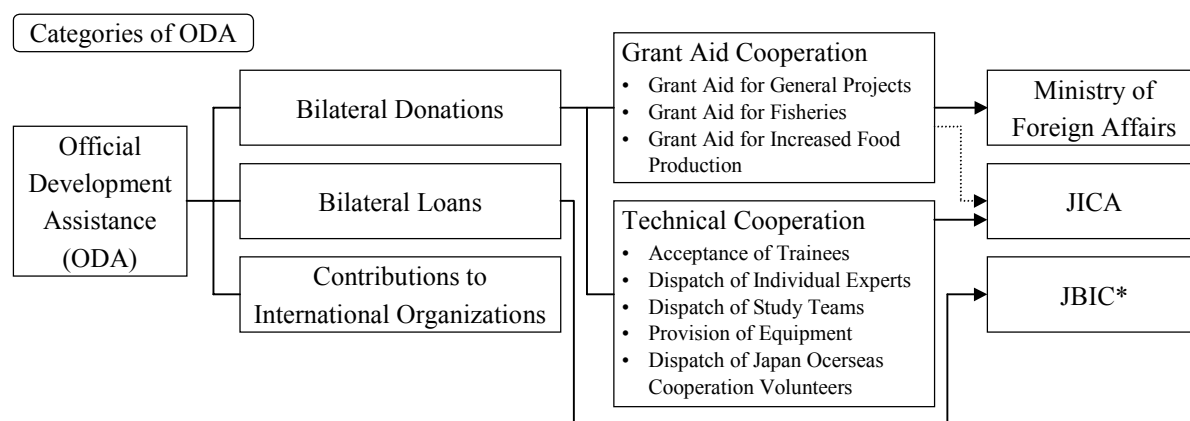 Categories of ODA
Official
Development
Assistance
(ODA)
Bilateral Donations
Bilateral Loans
Contributions to
International Organizations
Grant Aid Cooperation
• Grant Aid for General Projects
• Grant Aid for Fisheries
• Grant Aid for Increased Food
Production
Technical Cooperation
• Acceptance of Trainees
• Dispatch of Individual Experts
• Dispatch of Study Teams
• Provision of Equipment
• Dispatch of Japan Ocerseas
Cooperation Volunteers
Ministry of
Foreign Affairs
JICA
JBIC*